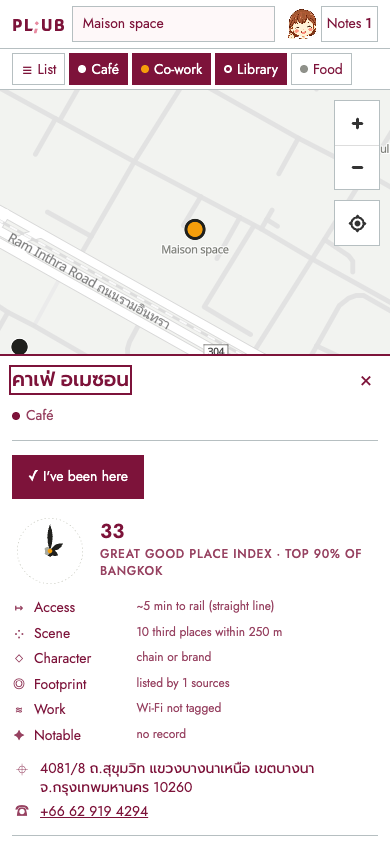 PL;UB
Maison space
Notes 1
≡ List
Café
Co-work
Library
Food
+
−
ul
Ram Inthra Road ถนนรามอินทรา
Maison space
304
คาเฟ่ อเมซอน
×
Café
✓ I've been here
33
GREAT GOOD PLACE INDEX · TOP 90% OF
BANGKOK
Access ~5 min to rail (straight line)
Scene 10 third places within 250 m
Character chain or brand
Footprint listed by 1 sources
Work Wi-Fi not tagged
Notable no record
4081/8 ถ.สุขุมวิท แขวงบางนาเหนือ เขตบางนา
จ.กรุงเทพมหานคร 10260
+66 62 919 4294